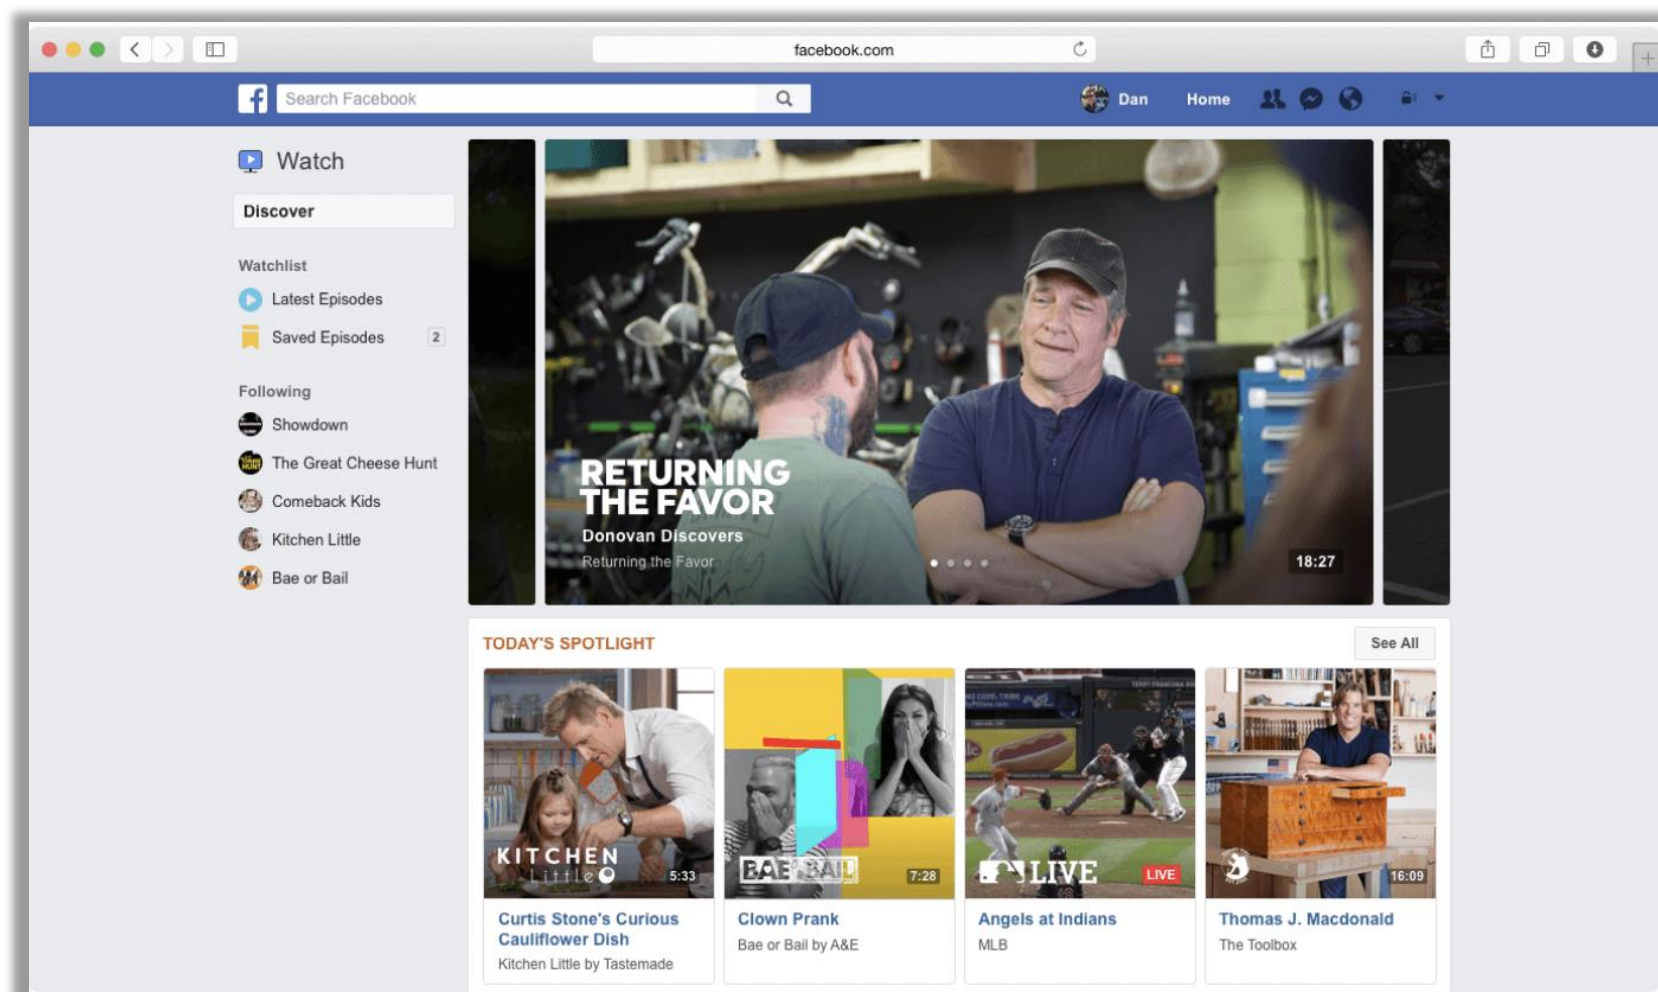 facebook.com
Search Facebook
Dan
Home
Watch
Discover
Watchlist
Latest Episodes
Saved Episodes
2
Following
Showdown
The Great Cheese Hunt
Comeback Kids
Kitchen Little
Bae or Bail
RETURNING
THE FAVOR
Donovan Discovers
Returning the Favor
18:27
TODAY'S SPOTLIGHT
See All
KITCHEN
Little
5:33
BAE OR BAIL
7:28
LIVE
LIVE
16:09
Curtis Stone's Curious
Cauliflower Dish
Kitchen Little by Tastemade
Clown Prank
Bae or Bail by A&E
Angels at Indians
MLB
Thomas J. Macdonald
The Toolbox